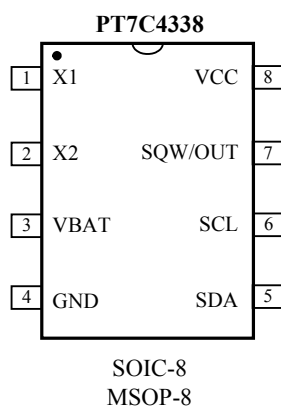 PT7C4338
1 X1 VCC 8
2 X2 SQW/OUT 7
3 VBAT SCL 6
4 GND SDA 5
SOIC-8
MSOP-8